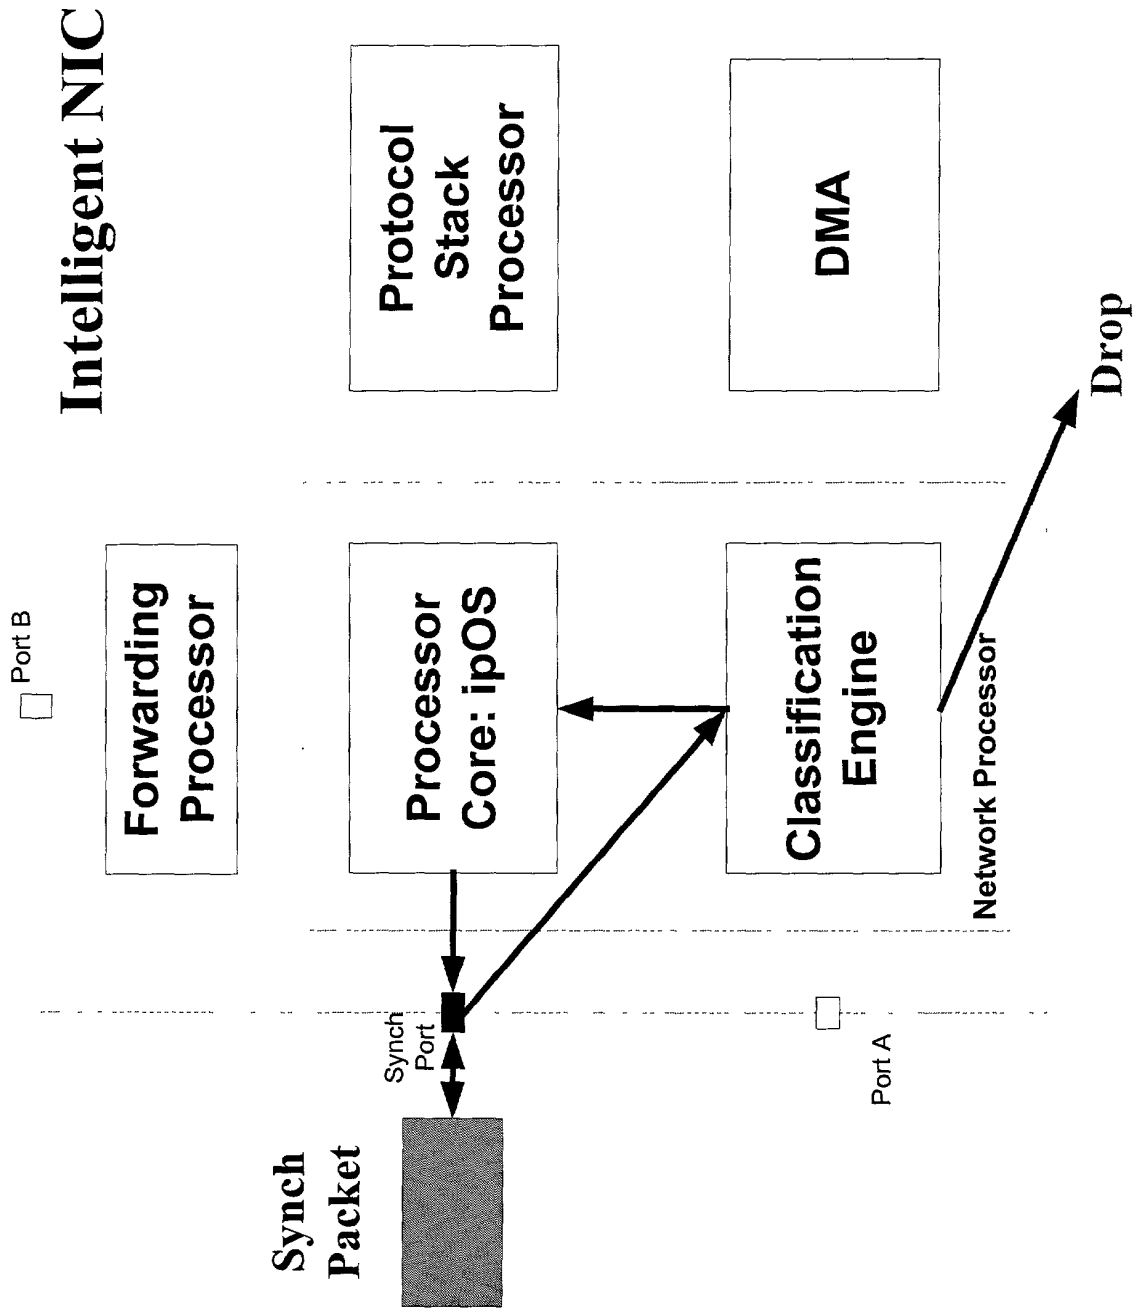 Intelligent NIC
Port B
Forwarding
Processor
Protocol
Stack
Processor
Processor
Core: ipOS
Synch
Packet
Synch
Port
DMA
Classification
Engine
Port A
Network Processor
Drop